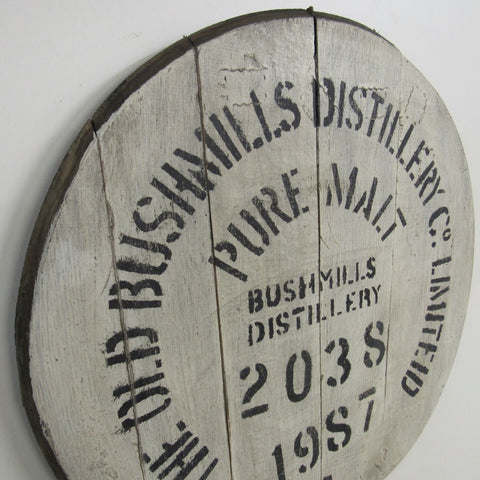 THE OLD BUSHMILLS DISTILLERY Co. LIMITED
PURE MALT
BUSHMILLS
DISTILLERY
2038
1987